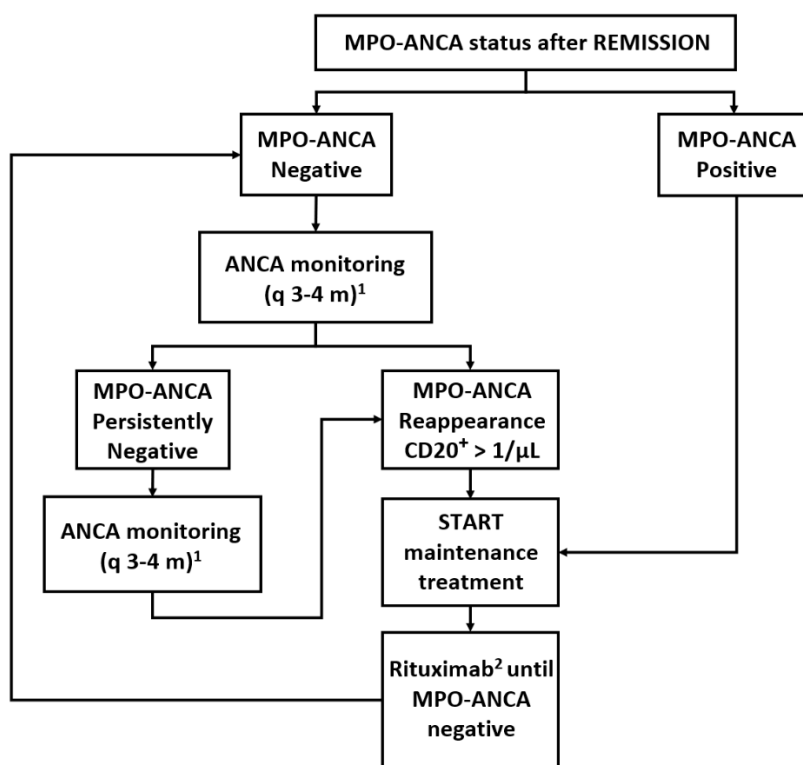 MPO-ANCA status after REMISSION
MPO-ANCA
Negative
MPO-ANCA
Positive
ANCA monitoring
(q 3-4 m)¹
MPO-ANCA
Persistently
Negative
MPO-ANCA
Reappearance
CD20⁺ > 1/µL
ANCA monitoring
(q 3-4 m)¹
START
maintenance
treatment
Rituximab² until
MPO-ANCA
negative